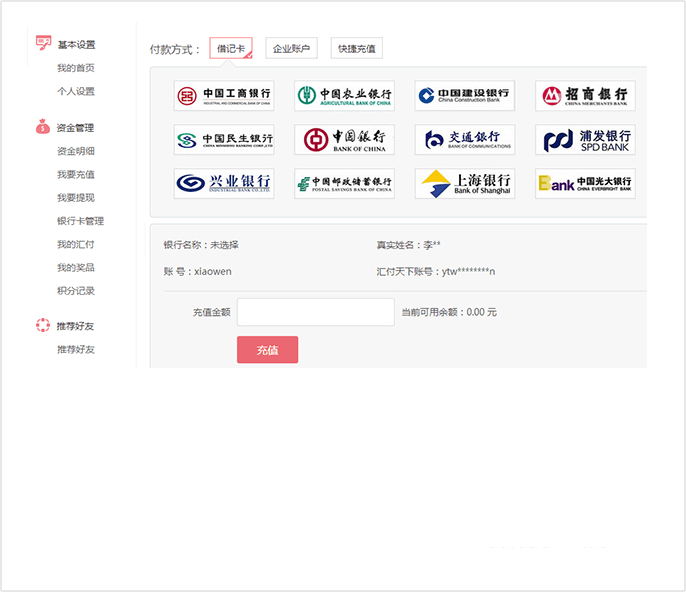 基本设置
我的首页
个人设置
资金管理
资金明细
我要充值
我要提现
银行卡管理
我的汇付
我的奖品
积分记录
推荐好友
推荐好友
付款方式： 借记卡 企业账户 快捷充值
中国工商银行 中国农业银行 中国建设银行 招商银行
INDUSTRIAL AND COMMERCIAL BANK OF CHINA AGRICULTURAL BANK OF CHINA China Construction Bank CHINA MERCHANTS BANK
中国民生银行 中国银行 交通银行 浦发银行
CHINA MINSHENG BANKING CORP.,LTD BANK OF CHINA BANK OF COMMUNICATIONS SPD BANK
兴业银行 中国邮政储蓄银行 上海银行 Bank 中国光大银行
INDUSTRIAL BANK CO.,LTD. POSTAL SAVINGS BANK OF CHINA Bank of Shanghai CHINA EVERBRIGHT BANK
银行名称：未选择 真实姓名：李**
账 号：xiaowen 汇付天下账号：ytw********n
充值金额 当前可用余额：0.00 元
充值